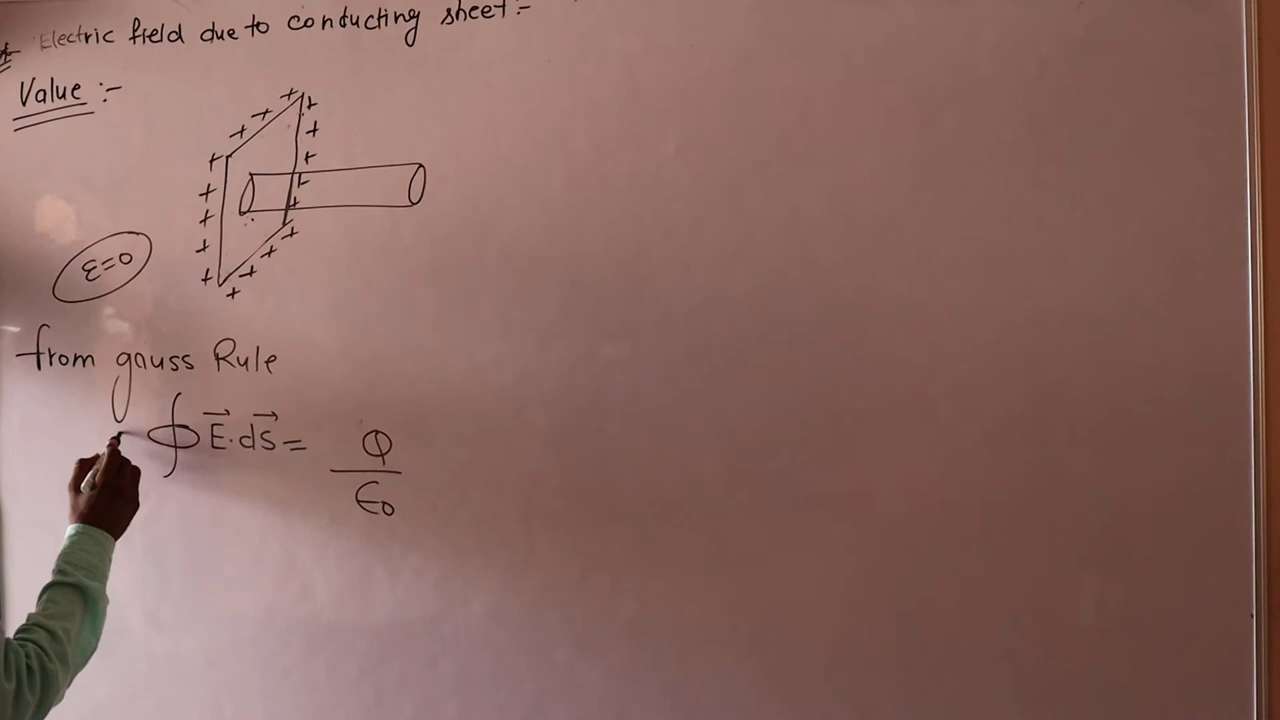 * Electric field due to conducting sheet:-
Value :-
+ + + + + + + + + + + + + + + + + + +
ε=0
from gauss Rule
∮ E⃗.dS⃗ = Q/ε₀